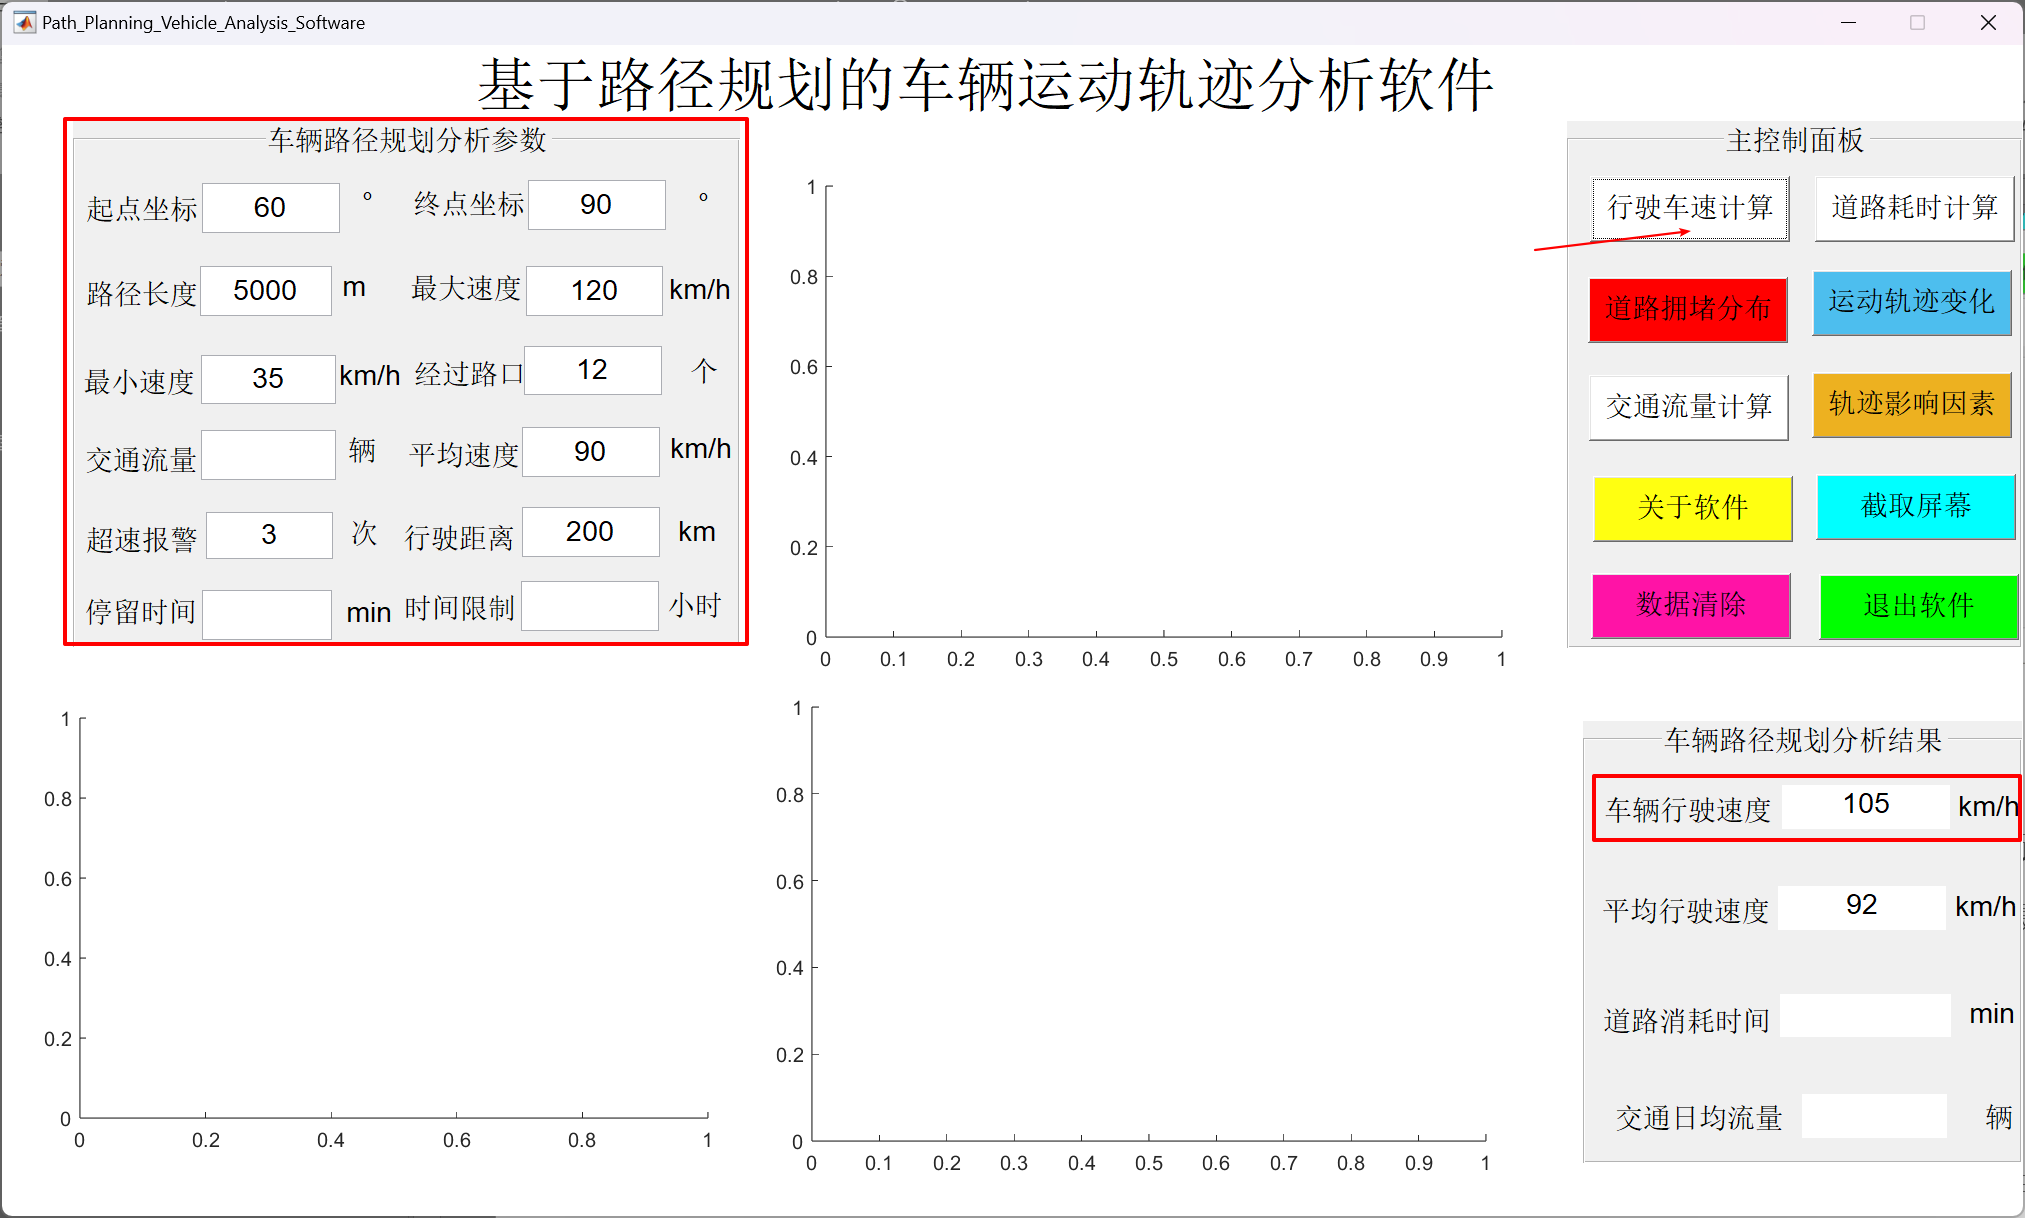 Path_Planning_Vehicle_Analysis_Software
基于路径规划的车辆运动轨迹分析软件
车辆路径规划分析参数
起点坐标 60 ° 终点坐标 90 °
路径长度 5000 m 最大速度 120 km/h
最小速度 35 km/h 经过路口 12 个
交通流量 辆 平均速度 90 km/h
超速报警 3 次 行驶距离 200 km
停留时间 min 时间限制 小时
1
0.8
0.6
0.4
0.2
0
0 0.1 0.2 0.3 0.4 0.5 0.6 0.7 0.8 0.9 1
主控制面板
行驶车速计算 道路耗时计算
道路拥堵分布 运动轨迹变化
交通流量计算 轨迹影响因素
关于软件 截取屏幕
数据清除 退出软件
1
0.8
0.6
0.4
0.2
0
0 0.2 0.4 0.6 0.8 1
1
0.8
0.6
0.4
0.2
0
0 0.1 0.2 0.3 0.4 0.5 0.6 0.7 0.8 0.9 1
车辆路径规划分析结果
车辆行驶速度 105 km/h
平均行驶速度 92 km/h
道路消耗时间 min
交通日均流量 辆